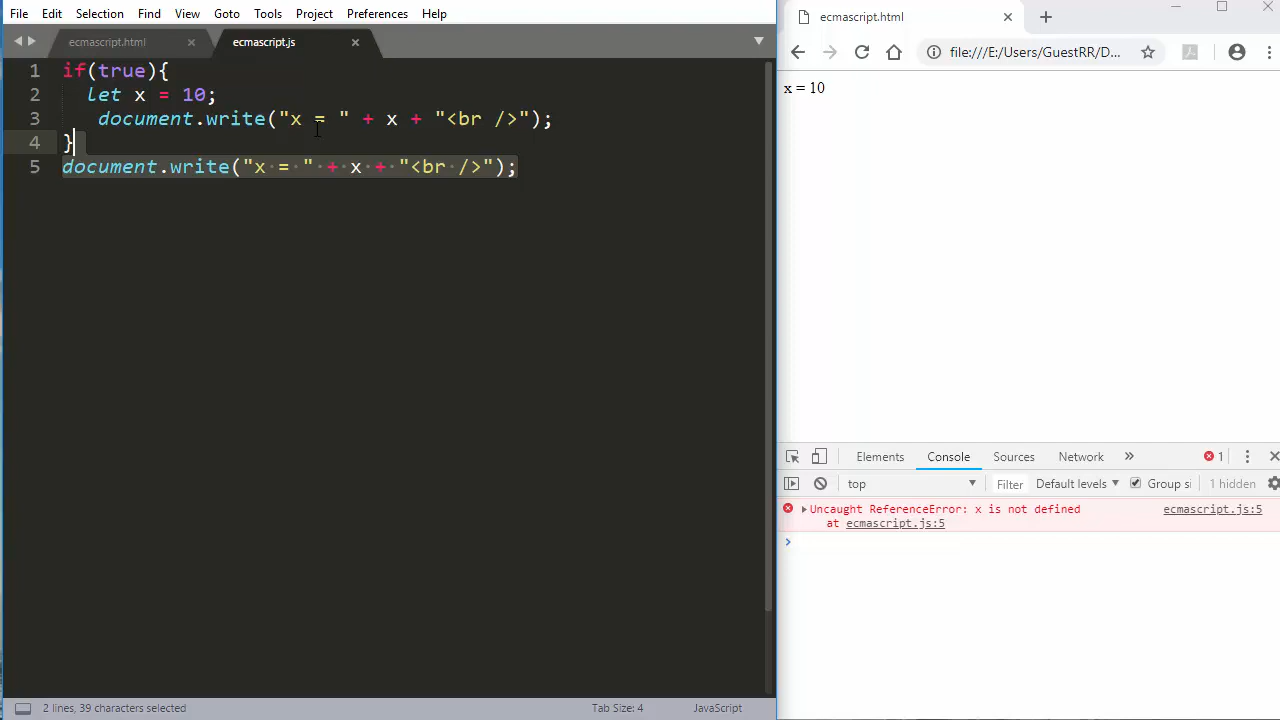 File Edit Selection Find View Goto Tools Project Preferences Help
ecmascript.html
ecmascript.js
1 if(true){
2 let x = 10;
3 document.write("x = " + x + "<br />");
4 }
5 document.write("x = " + x + "<br />");
2 lines, 39 characters selected
Tab Size: 4
JavaScript
ecmascript.html
file:///E:/Users/GuestRR/D...
x = 10
Elements Console Sources Network » 1
top Filter Default levels Group si 1 hidden
Uncaught ReferenceError: x is not defined ecmascript.js:5
at ecmascript.js:5